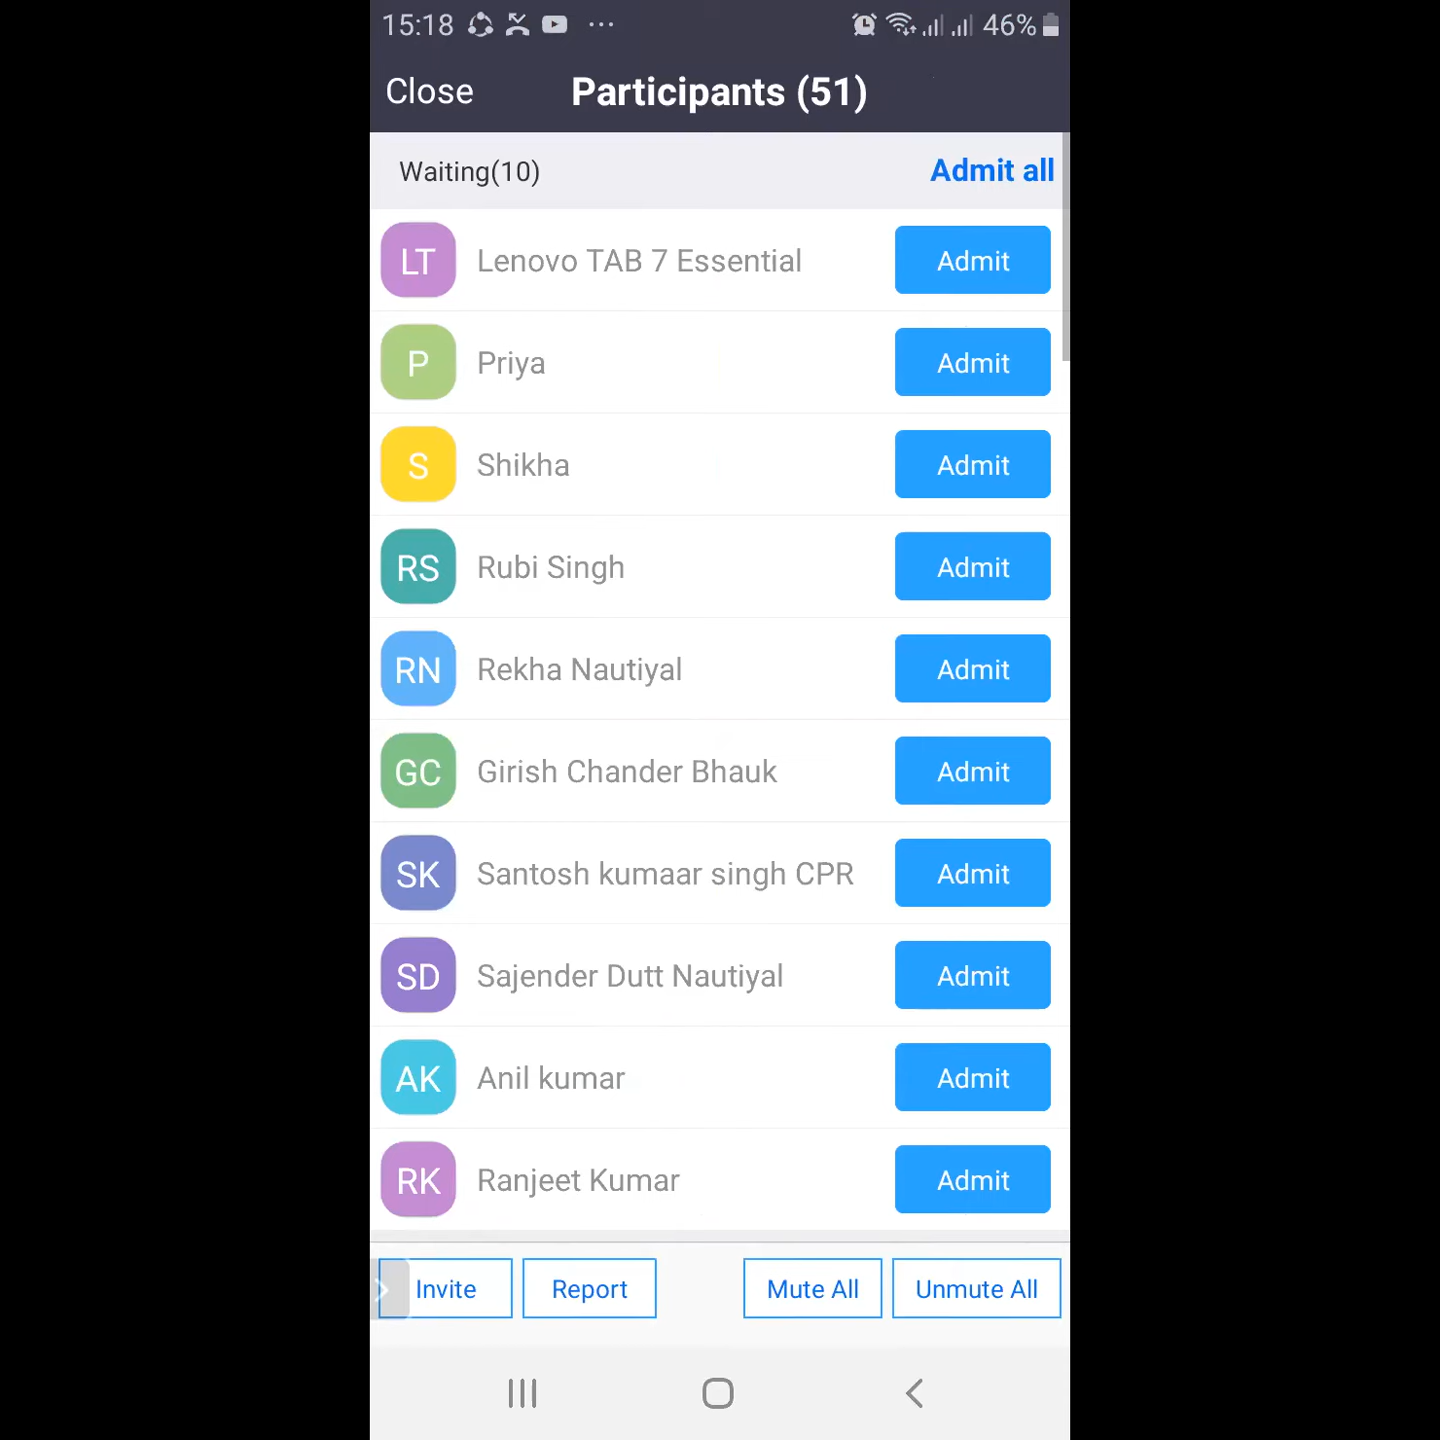 15:18 ... 46%
Close Participants (51)
Waiting(10) Admit all
LT Lenovo TAB 7 Essential Admit
P Priya Admit
S Shikha Admit
RS Rubi Singh Admit
RN Rekha Nautiyal Admit
GC Girish Chander Bhauk Admit
SK Santosh kumaar singh CPR Admit
SD Sajender Dutt Nautiyal Admit
AK Anil kumar Admit
RK Ranjeet Kumar Admit
Invite Report Mute All Unmute All